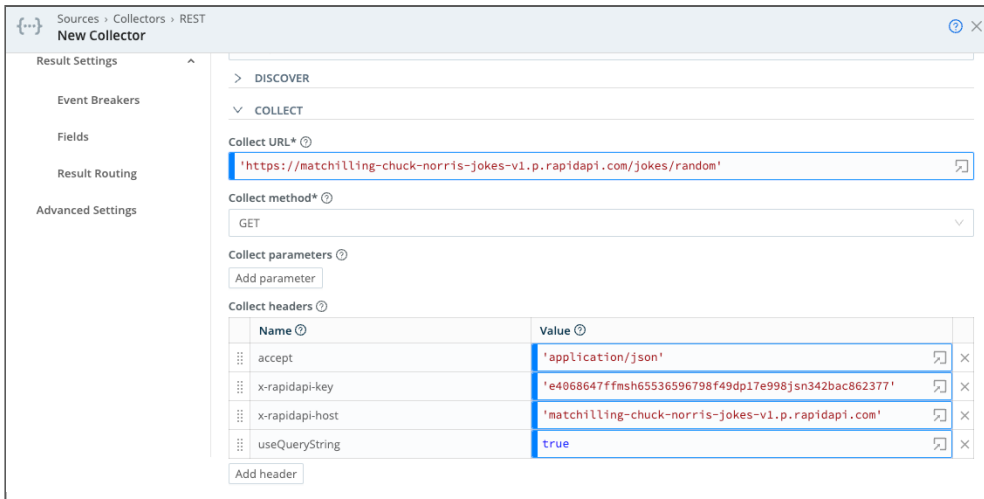 Sources › Collectors › REST
New Collector
Result Settings
Event Breakers
Fields
Result Routing
Advanced Settings
DISCOVER
COLLECT
Collect URL*
'https://matchilling-chuck-norris-jokes-v1.p.rapidapi.com/jokes/random'
Collect method*
GET
Collect parameters
Add parameter
Collect headers
Name Value
accept 'application/json'
x-rapidapi-key 'e4068647ffmsh65536596798f49dp17e998jsn342bac862377'
x-rapidapi-host 'matchilling-chuck-norris-jokes-v1.p.rapidapi.com'
useQueryString true
Add header